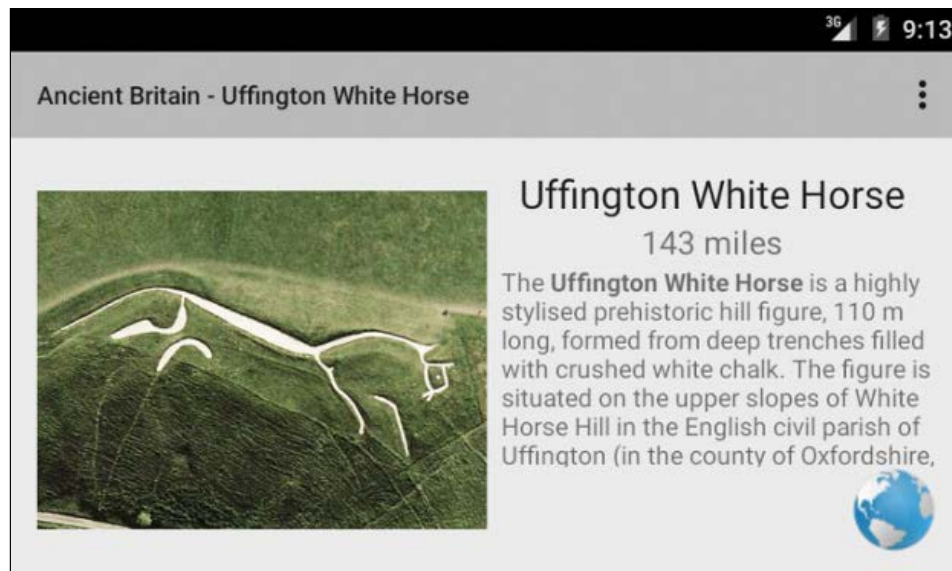 3G 9:13
Ancient Britain - Uffington White Horse
Uffington White Horse
143 miles
The Uffington White Horse is a highly
stylised prehistoric hill figure, 110 m
long, formed from deep trenches filled
with crushed white chalk. The figure is
situated on the upper slopes of White
Horse Hill in the English civil parish of
Uffington (in the county of Oxfordshire,